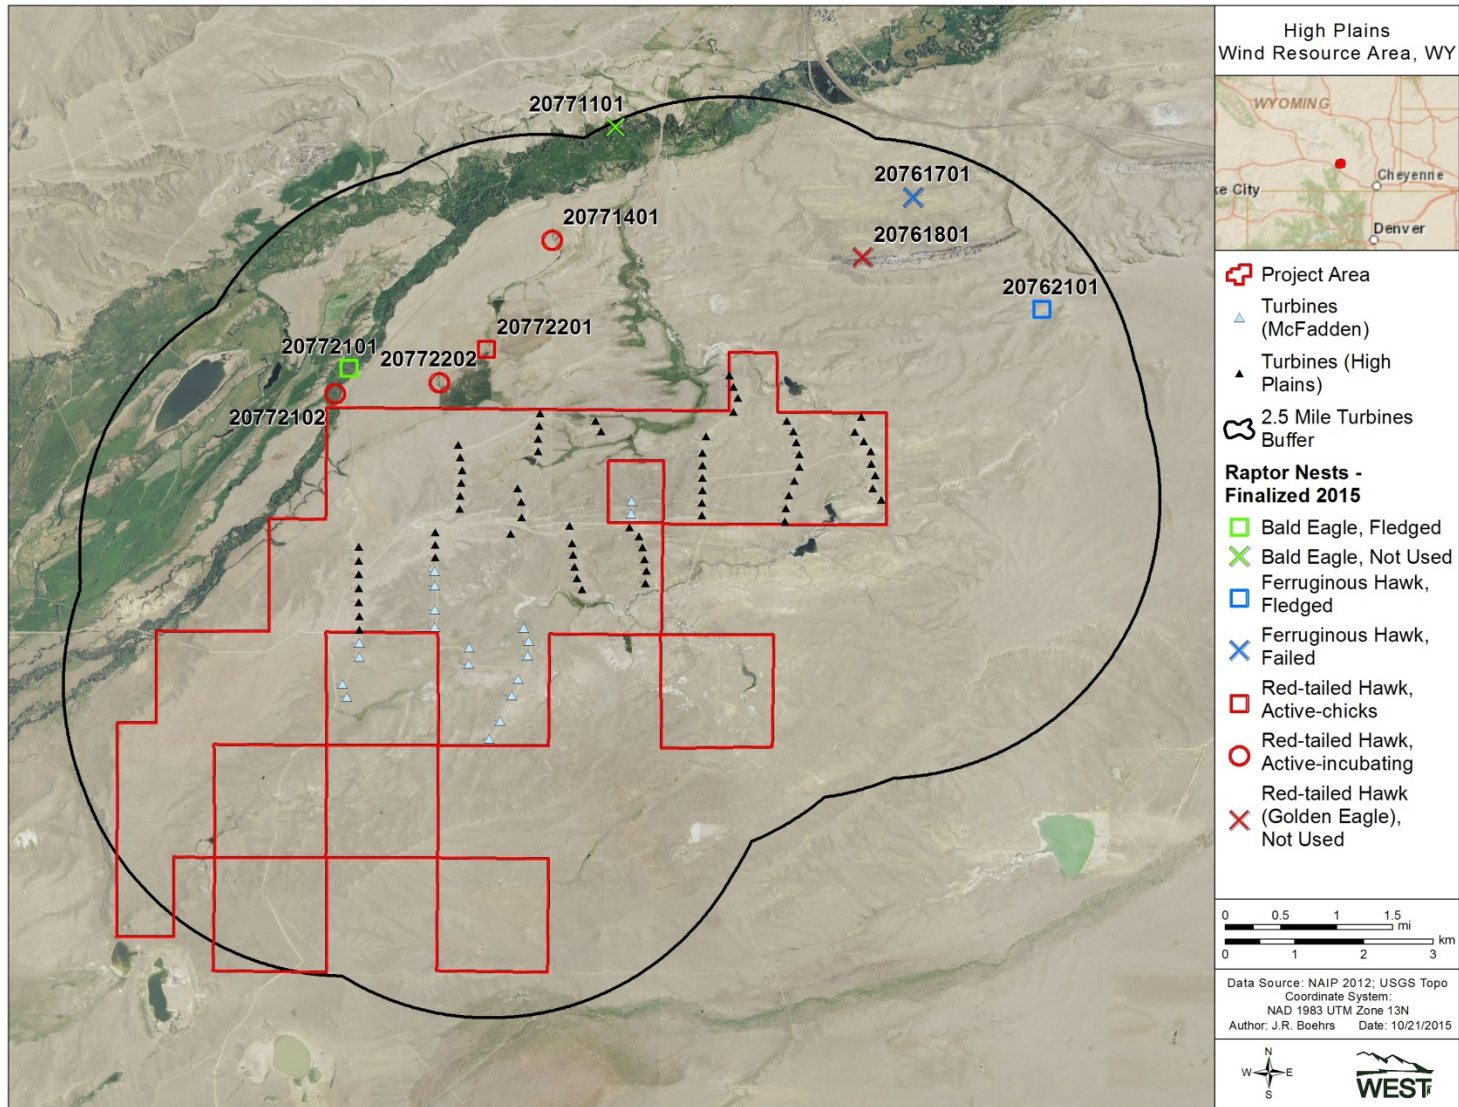 High Plains
Wind Resource Area, WY
WYOMING
ke City
Cheyenne
Denver
20771101
20761701
20771401
20761801
20762101
20772201
20772101
20772202
20772102
Project Area
Turbines
(McFadden)
Turbines (High
Plains)
2.5 Mile Turbines
Buffer
Raptor Nests -
Finalized 2015
Bald Eagle, Fledged
Bald Eagle, Not Used
Ferruginous Hawk,
Fledged
Ferruginous Hawk,
Failed
Red-tailed Hawk,
Active-chicks
Red-tailed Hawk,
Active-incubating
Red-tailed Hawk
(Golden Eagle),
Not Used
0 0.5 1 1.5
mi
km
0 1 2 3
Data Source: NAIP 2012; USGS Topo
Coordinate System:
NAD 1983 UTM Zone 13N
Author: J.R. Boehrs Date: 10/21/2015
N
W E
S
WEST